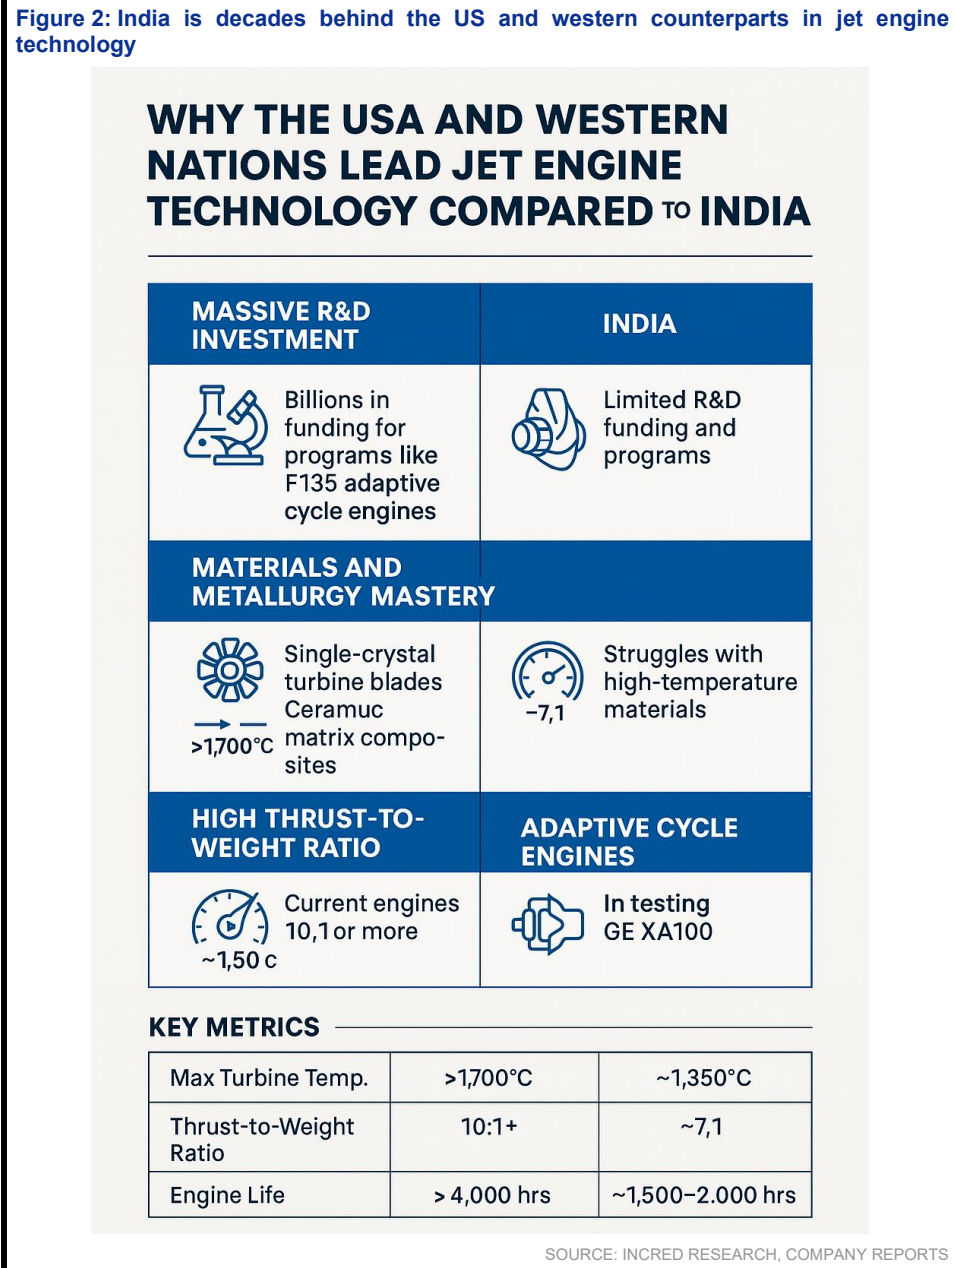 Figure 2: India is decades behind the US and western counterparts in jet engine
technology
WHY THE USA AND WESTERN
NATIONS LEAD JET ENGINE
TECHNOLOGY COMPARED TO INDIA
MASSIVE R&D
INVESTMENT
INDIA
Billions in
funding for
programs like
F135 adaptive
cycle engines
Limited R&D
funding and
programs
MATERIALS AND
METALLURGY MASTERY
>1,700°C
Single-crystal
turbine blades
Ceramuc
matrix compo-
sites
–7,1
Struggles with
high-temperature
materials
HIGH THRUST-TO-
WEIGHT RATIO
ADAPTIVE CYCLE
ENGINES
~1,50 c
Current engines
10,1 or more
In testing
GE XA100
KEY METRICS
Max Turbine Temp. >1,700°C ~1,350°C
Thrust-to-Weight 10:1+ ~7,1
Ratio
Engine Life > 4,000 hrs ~1,500–2.000 hrs
SOURCE: INCRED RESEARCH, COMPANY REPORTS